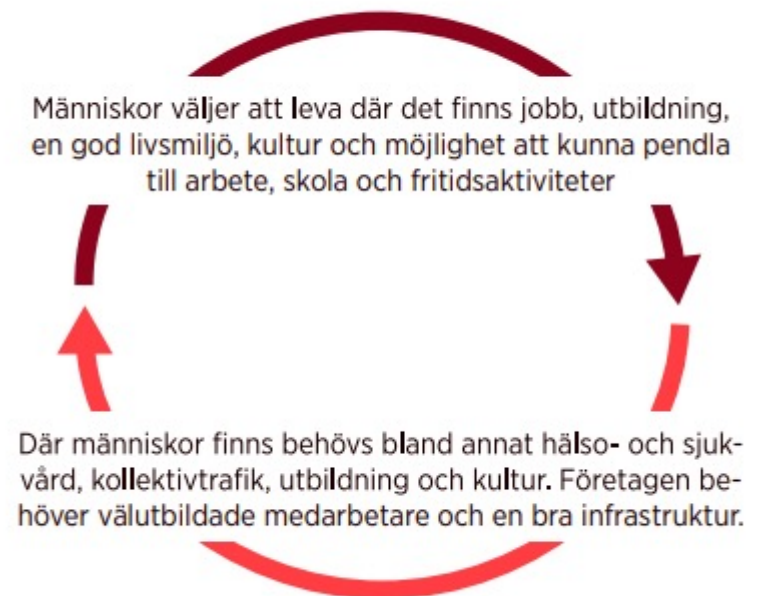 Människor väljer att leva där det finns jobb, utbildning,
en god livsmiljö, kultur och möjlighet att kunna pendla
till arbete, skola och fritidsaktiviteter
Där människor finns behövs bland annat hälso- och sjuk-
vård, kollektivtrafik, utbildning och kultur. Företagen be-
höver välutbildade medarbetare och en bra infrastruktur.